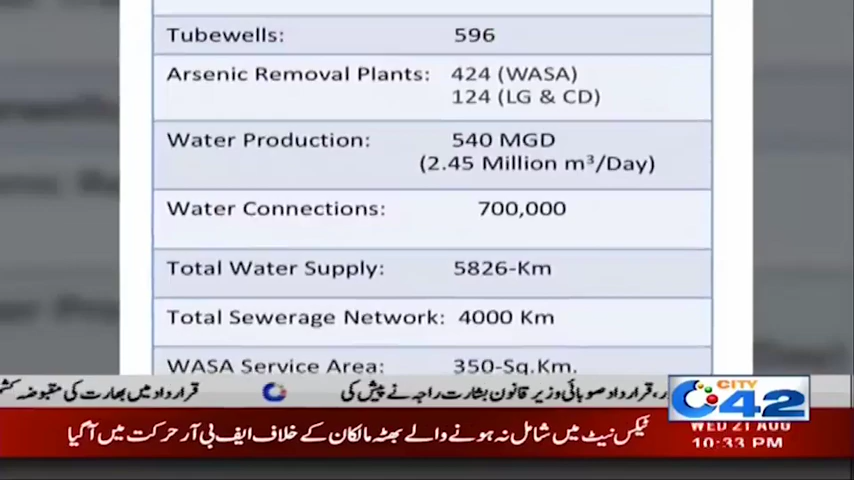 Tubewells: 596
Arsenic Removal Plants: 424 (WASA)
124 (LG & CD)
Water Production: 540 MGD
(2.45 Million m³/Day)
Water Connections: 700,000
Total Water Supply: 5826-Km
Total Sewerage Network: 4000 Km
WASA Service Area: 350-Sq.Km.
قرارداد صوبائی وزیر قانون بشارت راجہ نے پیش کی
قرارداد میں بھارت کی مقبوضہ
CITY
42
ٹیکس نیٹ میں شامل نہ ہونے والے بھٹہ مالکان کے خلاف ایف بی آر حرکت میں آگیا
WED 21 AUG
10:33 PM